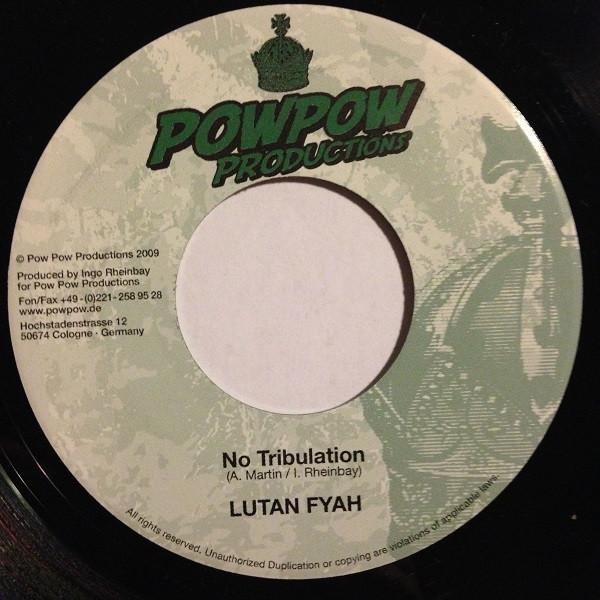 POWPOW
PRODUCTIONS
© Pow Pow Productions 2009
Produced by Ingo Rheinbay
for Pow Pow Productions
Fon/Fax +49-(0)221-258 95 28
www.powpow.de
Hochstadenstrasse 12
50674 Cologne · Germany
No Tribulation
(A. Martin / I. Rheinbay)
LUTAN FYAH
All rights reserved. Unauthorized Duplication or copying are violations of applicable laws.